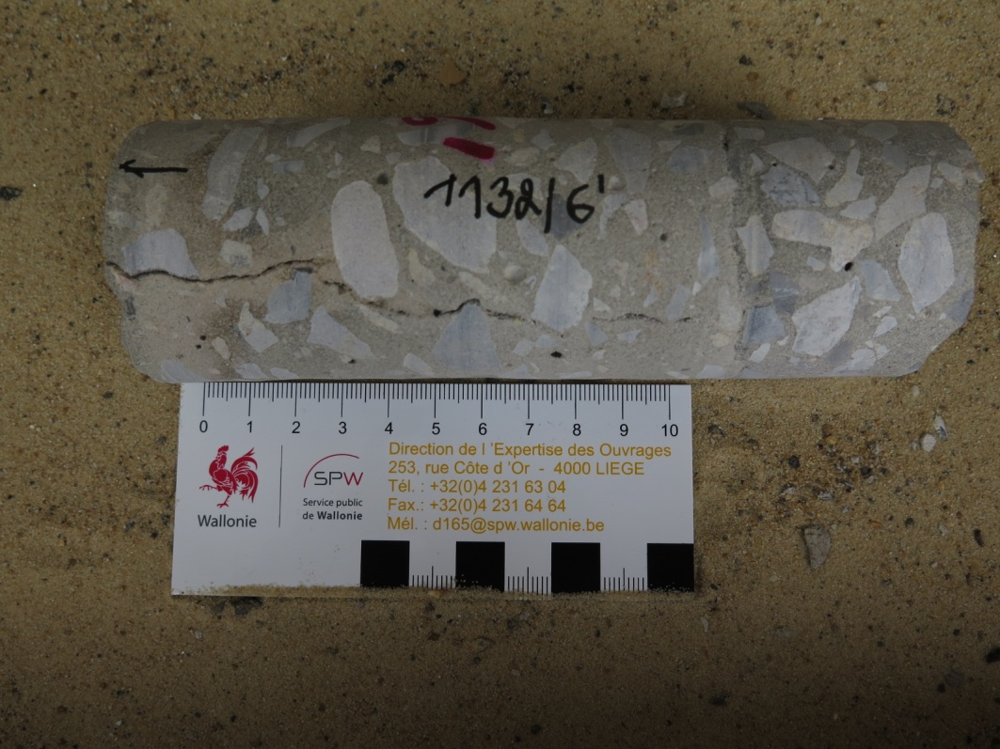 1132/6'
0 1 2 3 4 5 6 7 8 9 10
Wallonie
SPW
Service public
de Wallonie
Direction de l 'Expertise des Ouvrages
253, rue Côte d 'Or - 4000 LIEGE
Tél. : +32(0)4 231 63 04
Fax.: +32(0)4 231 64 64
Mél. : d165@spw.wallonie.be